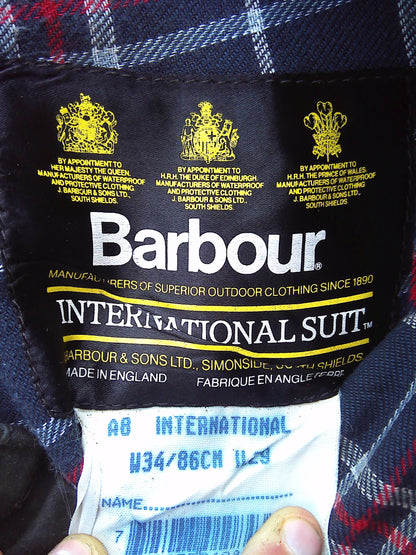 BY APPOINTMENT TO
HER MAJESTY THE QUEEN,
MANUFACTURERS OF WATERPROOF
AND PROTECTIVE CLOTHING
J. BARBOUR & SONS LTD.,
SOUTH SHIELDS.
BY APPOINTMENT TO
H.R.H. THE DUKE OF EDINBURGH,
MANUFACTURERS OF WATERPROOF
AND PROTECTIVE CLOTHING
J. BARBOUR & SONS LTD.,
SOUTH SHIELDS.
BY APPOINTMENT TO
H.R.H. THE PRINCE OF WALES,
MANUFACTURERS OF WATERPROOF
AND PROTECTIVE CLOTHING
J. BARBOUR & SONS LTD.,
SOUTH SHIELDS.
Barbour®
MANUFACTURERS OF SUPERIOR OUTDOOR CLOTHING SINCE 1890
INTERNATIONAL SUIT™
BARBOUR & SONS LTD., SIMONSIDE, SOUTH SHIELDS
MADE IN ENGLAND FABRIQUE EN ANGLETERRE
A8 INTERNATIONAL
W34/86CM
NAME
7